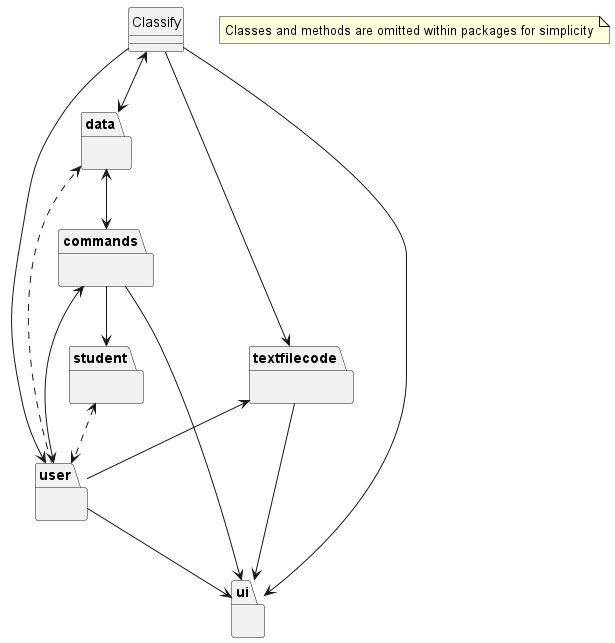 Classify
Classes and methods are omitted within packages for simplicity
data
commands
student
textfilecode
user
ui